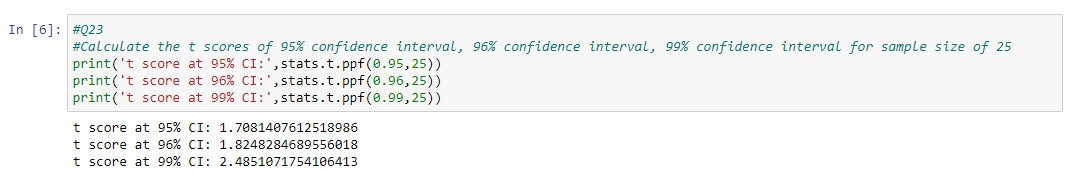 In [6]: #Q23
#Calculate the t scores of 95% confidence interval, 96% confidence interval, 99% confidence interval for sample size of 25
print('t score at 95% CI:',stats.t.ppf(0.95,25))
print('t score at 96% CI:',stats.t.ppf(0.96,25))
print('t score at 99% CI:',stats.t.ppf(0.99,25))
t score at 95% CI: 1.7081407612518986
t score at 96% CI: 1.8248284689556018
t score at 99% CI: 2.4851071754106413